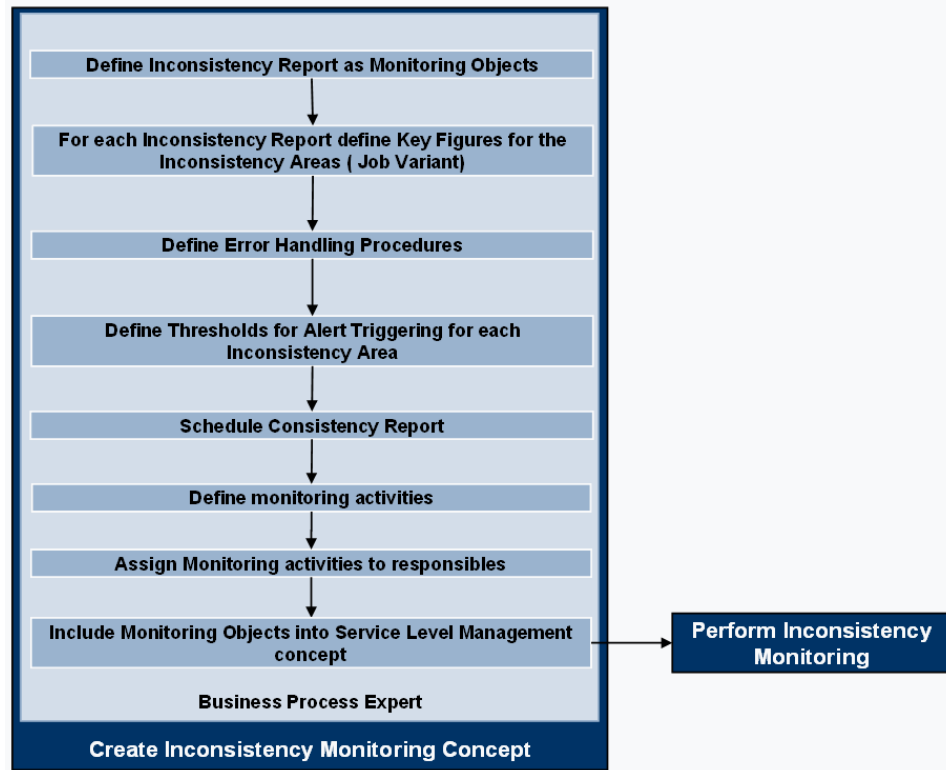 Define Inconsistency Report as Monitoring Objects
For each Inconsistency Report define Key Figures for the
Inconsistency Areas ( Job Variant)
Define Error Handling Procedures
Define Thresholds for Alert Triggering for each
Inconsistency Area
Schedule Consistency Report
Define monitoring activities
Assign Monitoring activities to responsibles
Include Monitoring Objects into Service Level Management
concept
Perform Inconsistency
Monitoring
Business Process Expert
Create Inconsistency Monitoring Concept